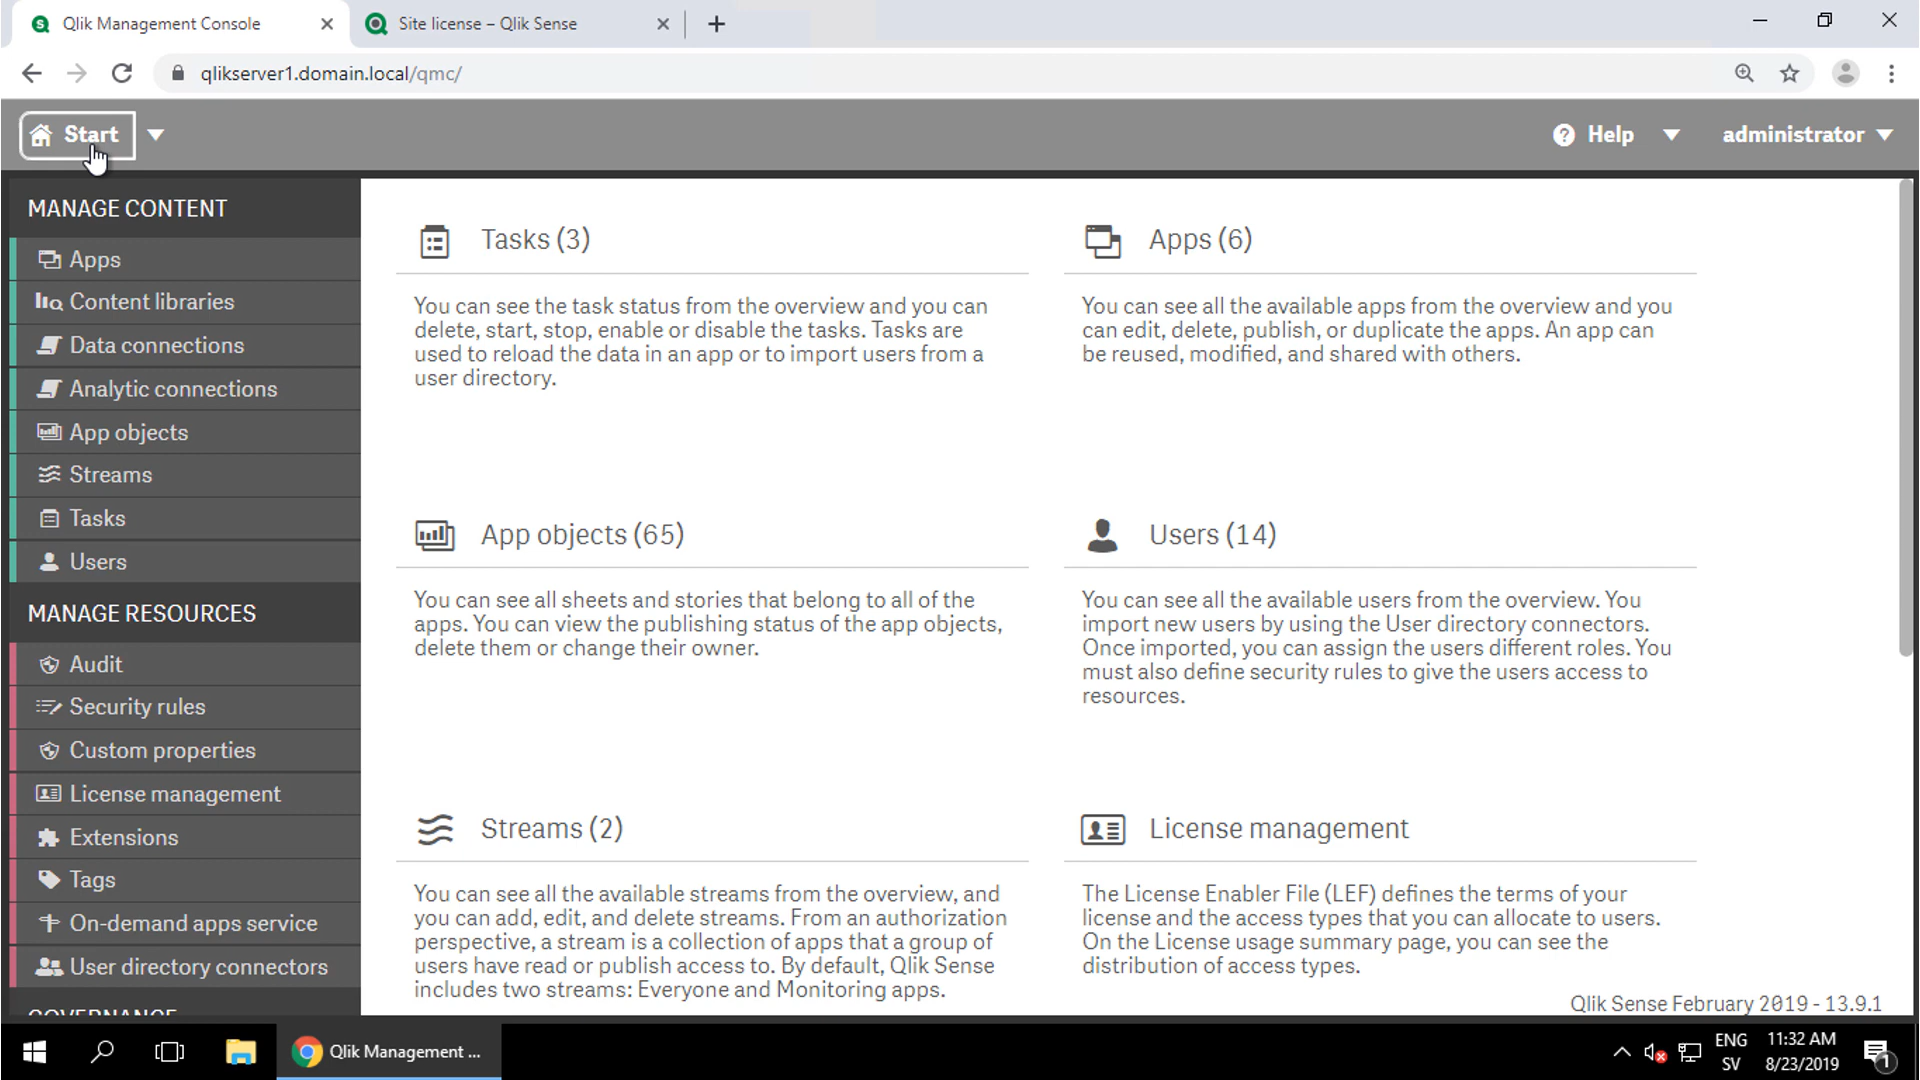 Qlik Management Console
Site license – Qlik Sense
qlikserver1.domain.local/qmc/
Start
Help
administrator
MANAGE CONTENT
Apps
Content libraries
Data connections
Analytic connections
App objects
Streams
Tasks
Users
MANAGE RESOURCES
Audit
Security rules
Custom properties
License management
Extensions
Tags
On-demand apps service
User directory connectors
GOVERNANCE
Tasks (3)
You can see the task status from the overview and you can
delete, start, stop, enable or disable the tasks. Tasks are
used to reload the data in an app or to import users from a
user directory.
Apps (6)
You can see all the available apps from the overview and you
can edit, delete, publish, or duplicate the apps. An app can
be reused, modified, and shared with others.
App objects (65)
You can see all sheets and stories that belong to all of the
apps. You can view the publishing status of the app objects,
delete them or change their owner.
Users (14)
You can see all the available users from the overview. You
import new users by using the User directory connectors.
Once imported, you can assign the users different roles. You
must also define security rules to give the users access to
resources.
Streams (2)
You can see all the available streams from the overview, and
you can add, edit, and delete streams. From an authorization
perspective, a stream is a collection of apps that a group of
users have read or publish access to. By default, Qlik Sense
includes two streams: Everyone and Monitoring apps.
License management
The License Enabler File (LEF) defines the terms of your
license and the access types that you can allocate to users.
On the License usage summary page, you can see the
distribution of access types.
Qlik Sense February 2019 - 13.9.1
Qlik Management ...
ENG
SV
11:32 AM
8/23/2019
1